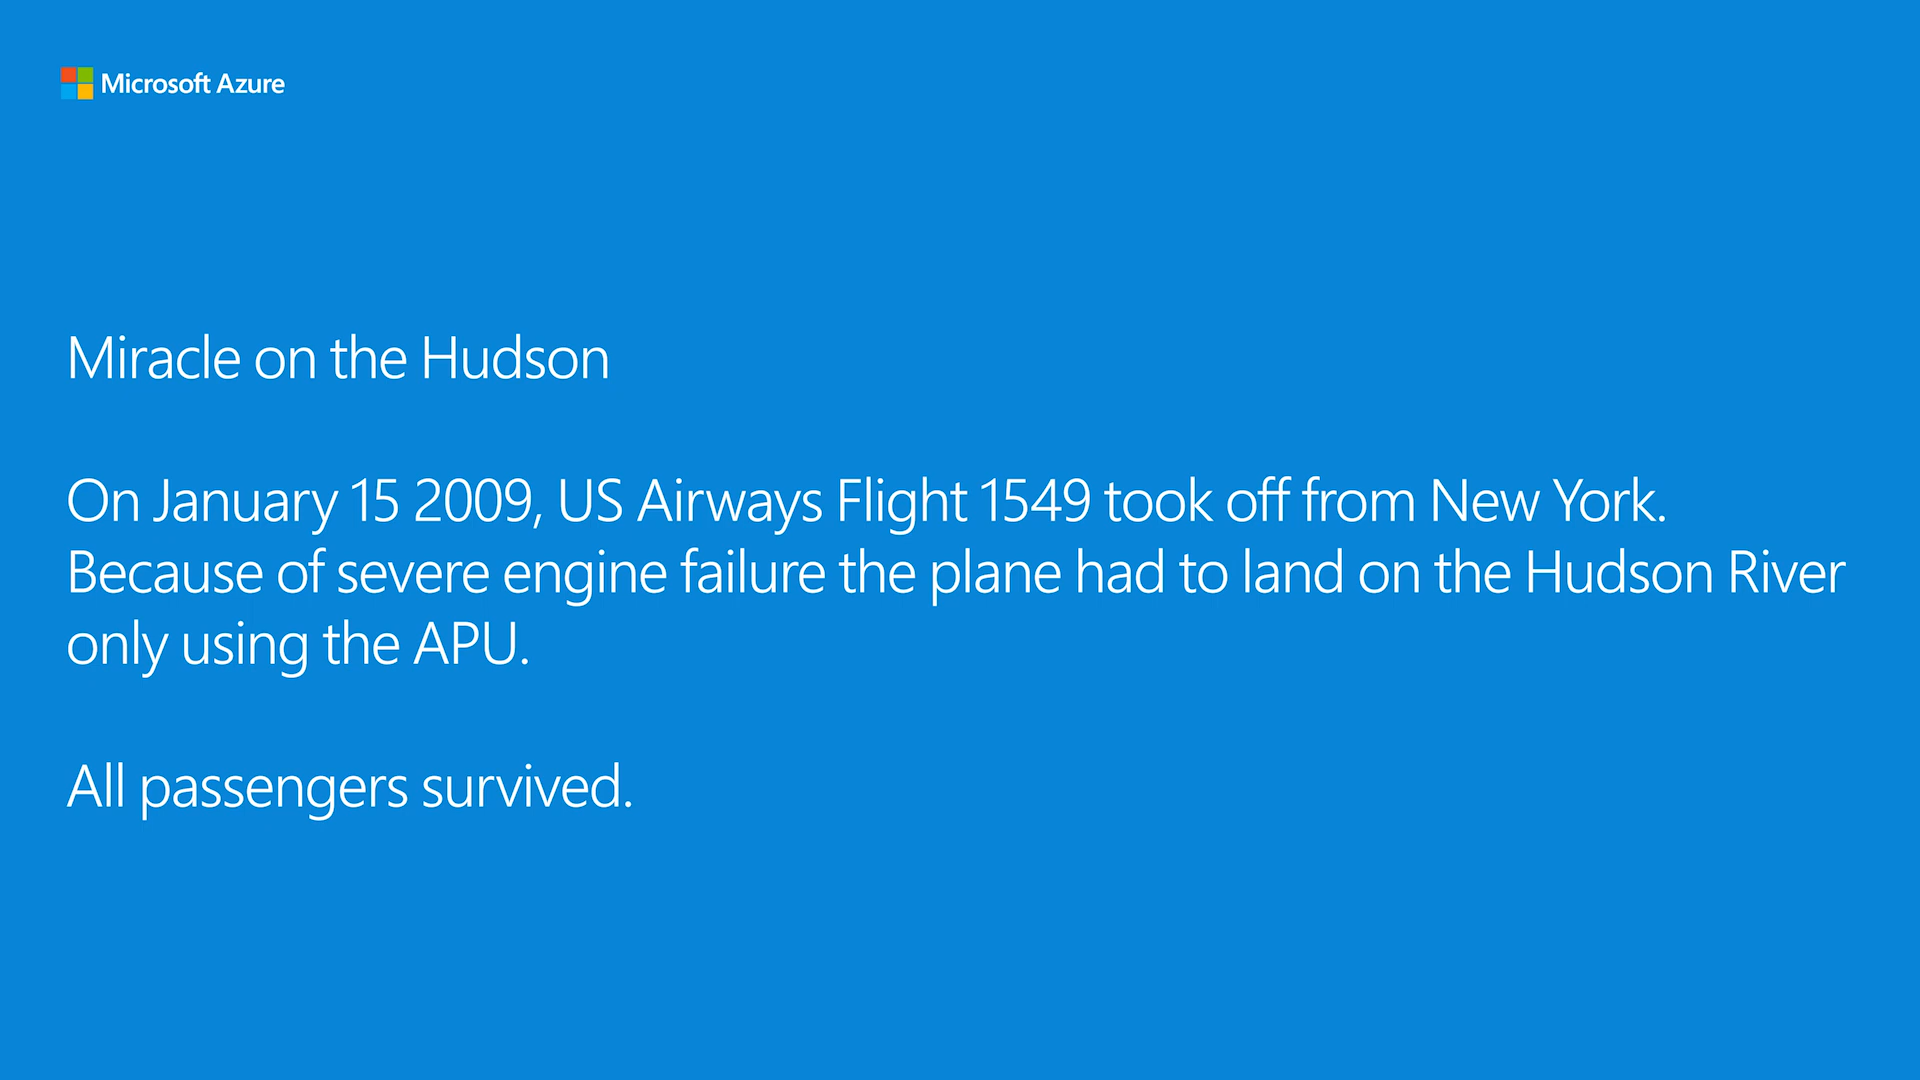 Microsoft Azure
Miracle on the Hudson
On January 15 2009, US Airways Flight 1549 took off from New York.
Because of severe engine failure the plane had to land on the Hudson River
only using the APU.
All passengers survived.